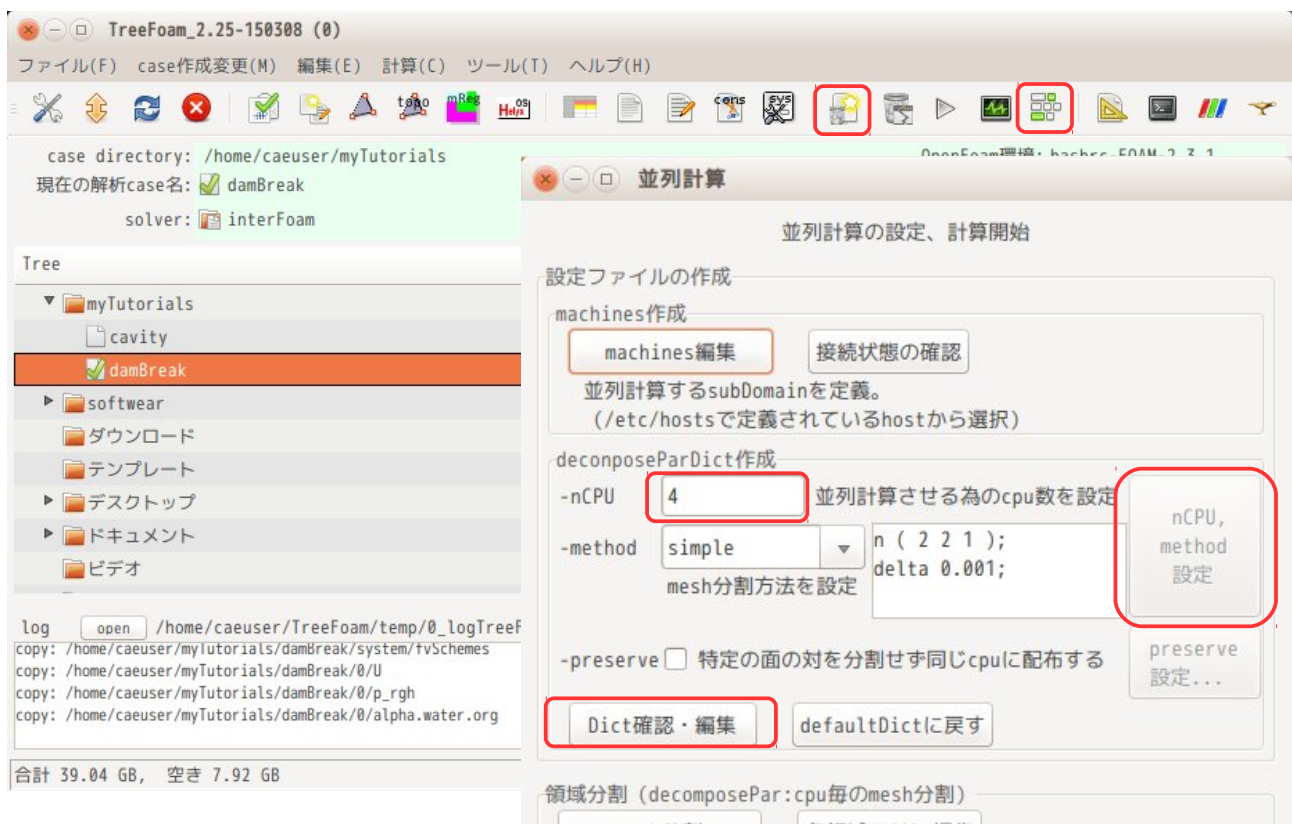 TreeFoam_2.25-150308 (0)
ファイル(F) case作成変更(M) 編集(E) 計算(C) ツール(T) ヘルプ(H)
topo mReg Helyx OS cons sys
case directory: /home/caeuser/myTutorials
OpenFoam環境: bashrc-FOAM-2.3.1
現在の解析case名: damBreak
solver: interFoam
Tree
myTutorials
cavity
damBreak
softwear
ダウンロード
テンプレート
デスクトップ
ドキュメント
ビデオ
log open /home/caeuser/TreeFoam/temp/0_logTreeF
copy: /home/caeuser/myTutorials/damBreak/system/fvSchemes
copy: /home/caeuser/myTutorials/damBreak/0/U
copy: /home/caeuser/myTutorials/damBreak/0/p_rgh
copy: /home/caeuser/myTutorials/damBreak/0/alpha.water.org
合計 39.04 GB, 空き 7.92 GB
並列計算
並列計算の設定、計算開始
設定ファイルの作成
machines作成
machines編集 接続状態の確認
並列計算するsubDomainを定義。
(/etc/hostsで定義されているhostから選択)
deconposeParDict作成
-nCPU 4 並列計算させる為のcpu数を設定
-method simple
n ( 2 2 1 );
delta 0.001;
mesh分割方法を設定
nCPU,
method
設定
-preserve 特定の面の対を分割せず同じcpuに配布する
preserve
設定...
Dict確認・編集 defaultDictに戻す
領域分割 (decomposePar:cpu毎のmesh分割)